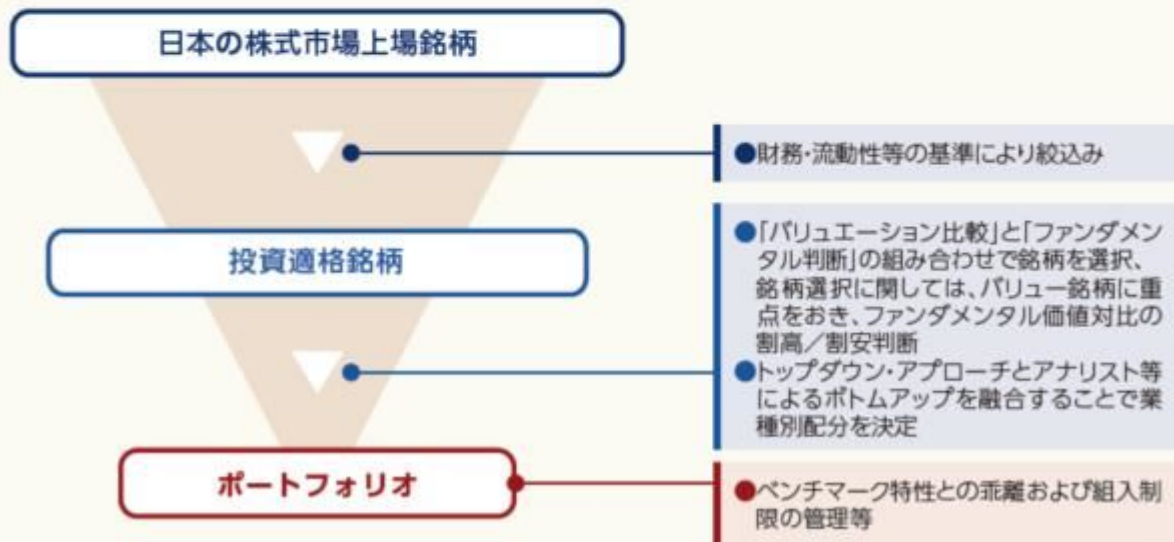 日本の株式市場上場銘柄
●財務・流動性等の基準により絞込み
投資適格銘柄
●「バリュエーション比較」と「ファンダメン
タル判断」の組み合わせで銘柄を選択、
銘柄選択に関しては、バリュー銘柄に重
点をおき、ファンダメンタル価値対比の
割高／割安判断
●トップダウン・アプローチとアナリスト等
によるボトムアップを融合することで業
種別配分を決定
ポートフォリオ
●ベンチマーク特性との乖離および組入制
限の管理等